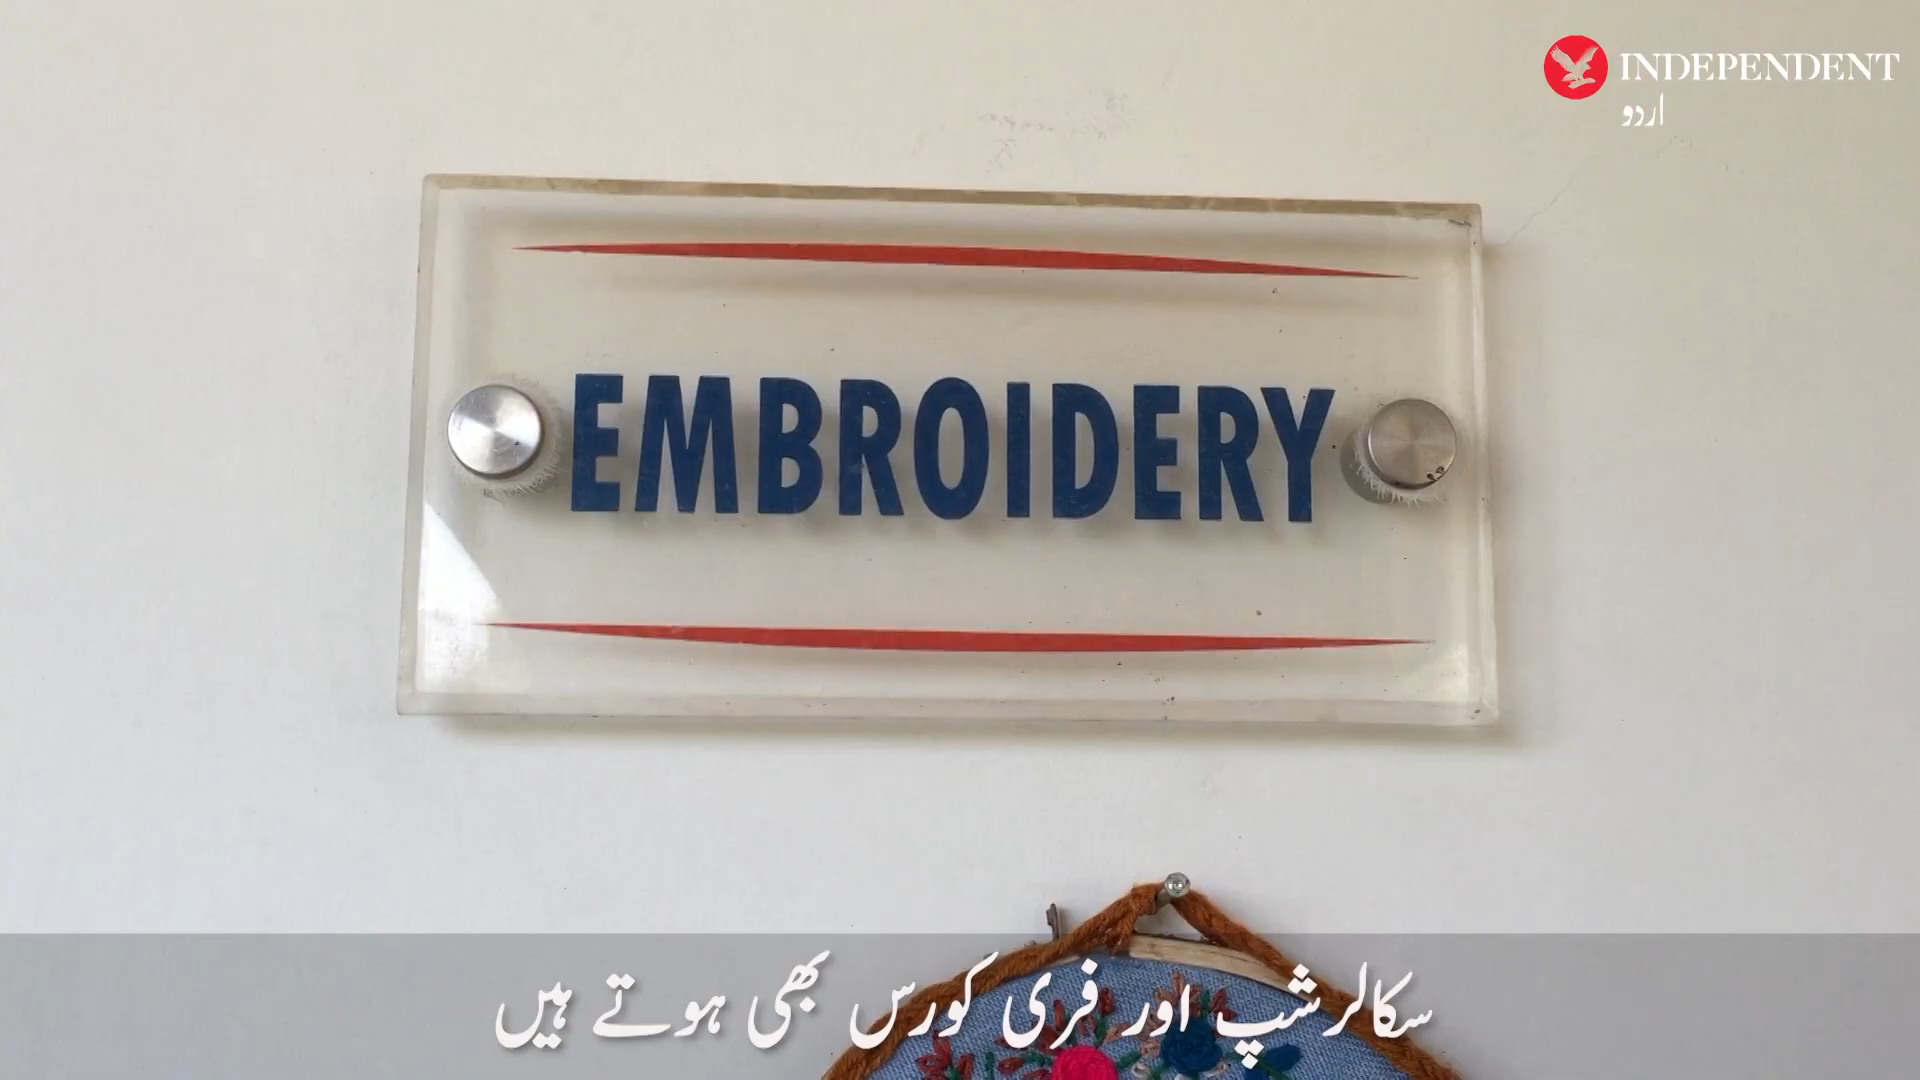 INDEPENDENT
اردو
EMBROIDERY
سکالرشپ اور فری کورس بھی ہوتے ہیں